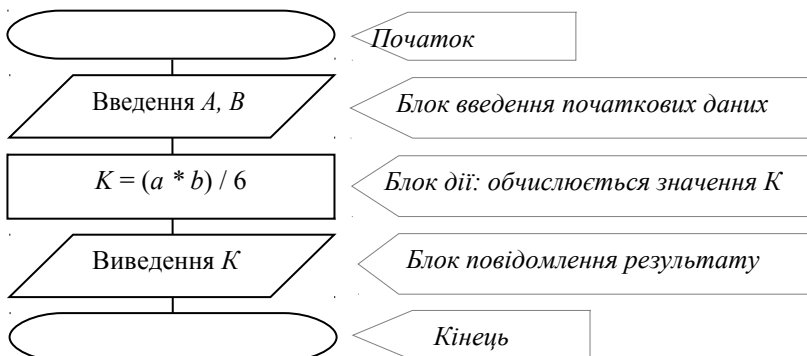 Початок
Введення A, B
Блок введення початкових даних
K = (a * b) / 6
Блок дії: обчислюється значення К
Виведення К
Блок повідомлення результату
Кінець